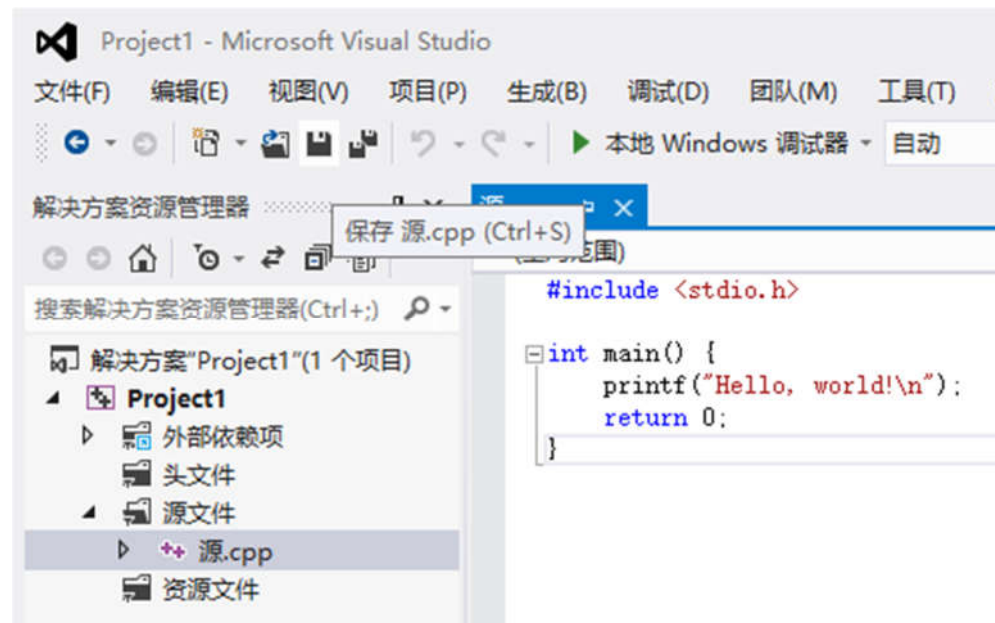 Project1 - Microsoft Visual Studio
文件(F) 编辑(E) 视图(V) 项目(P) 生成(B) 调试(D) 团队(M) 工具(T)
本地 Windows 调试器 自动
解决方案资源管理器
保存 源.cpp (Ctrl+S)
搜索解决方案资源管理器(Ctrl+;)
解决方案"Project1"(1 个项目)
Project1
外部依赖项
头文件
源文件
源.cpp
资源文件
#include <stdio.h>
int main() {
printf("Hello, world!\n");
return 0;
}